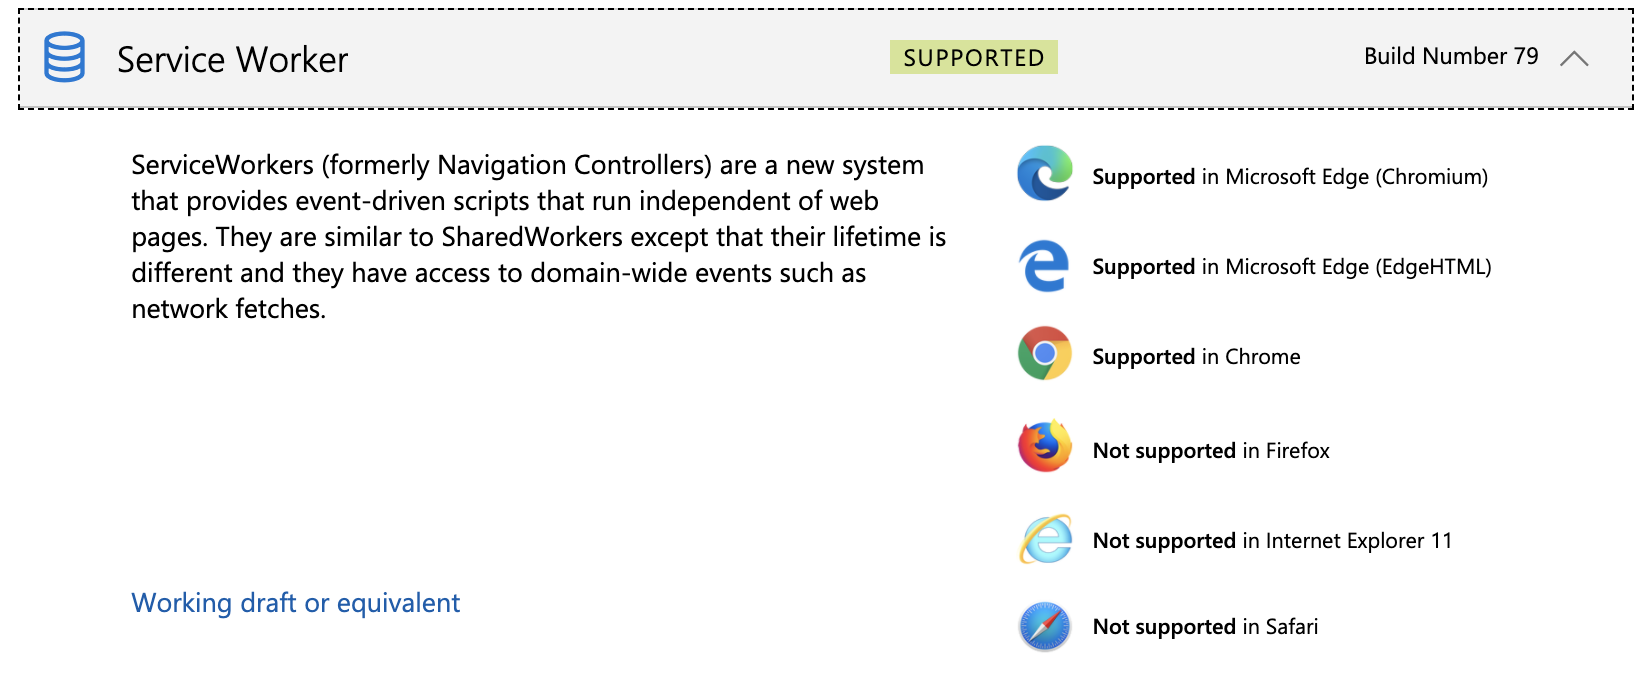 Service Worker
SUPPORTED
Build Number 79
ServiceWorkers (formerly Navigation Controllers) are a new system
that provides event-driven scripts that run independent of web
pages. They are similar to SharedWorkers except that their lifetime is
different and they have access to domain-wide events such as
network fetches.
Working draft or equivalent
Supported in Microsoft Edge (Chromium)
Supported in Microsoft Edge (EdgeHTML)
Supported in Chrome
Not supported in Firefox
Not supported in Internet Explorer 11
Not supported in Safari